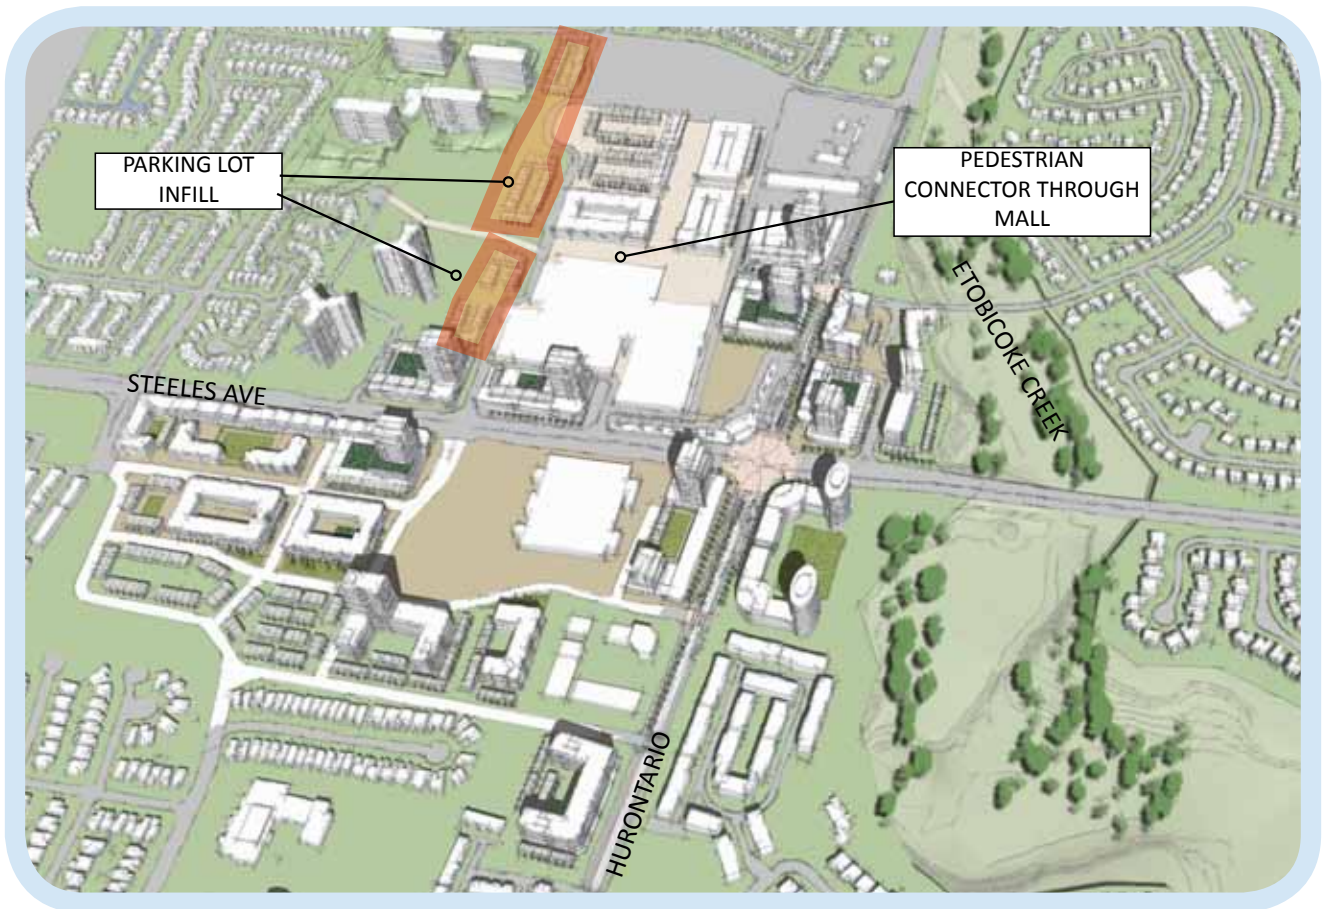 PARKING LOT
INFILL
PEDESTRIAN
CONNECTOR THROUGH
MALL
ETOBICOKE CREEK
STEELES AVE
HURONTARIO